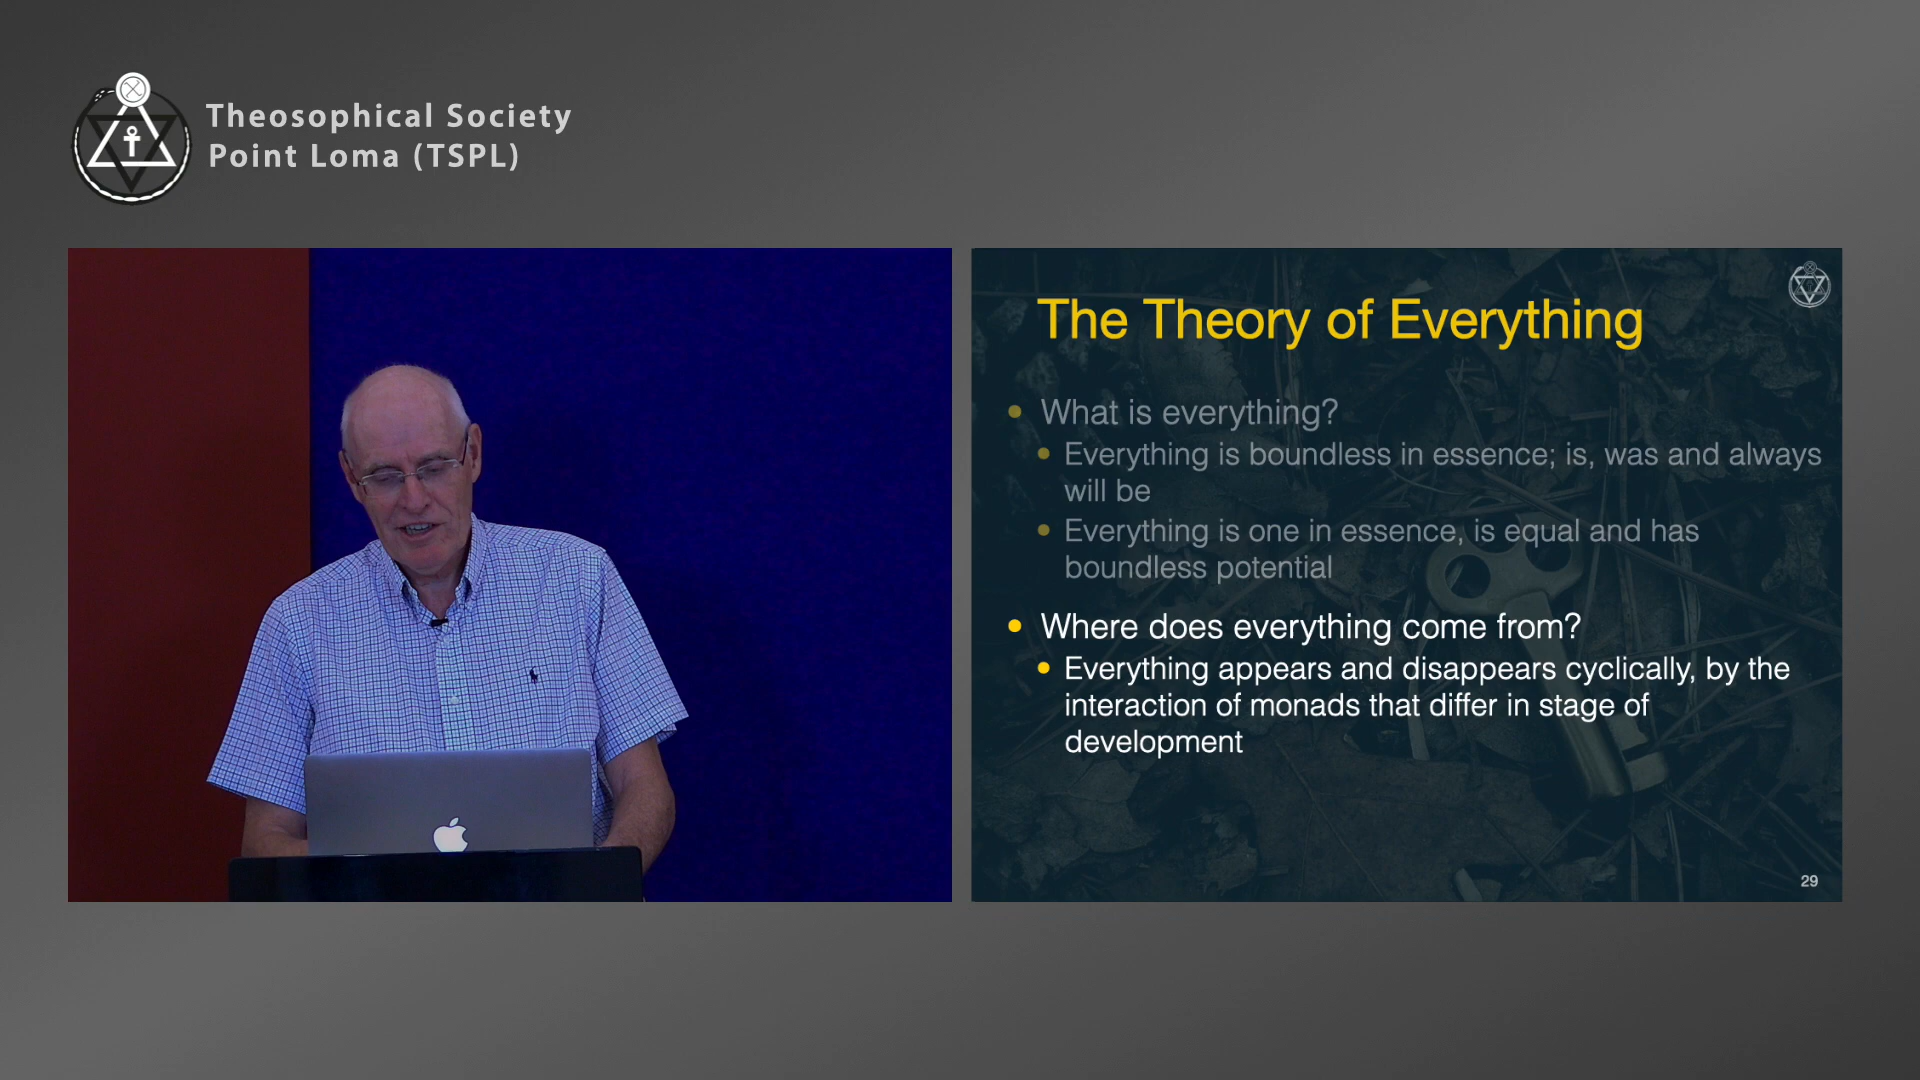 Theosophical Society
Point Loma (TSPL)
The Theory of Everything
What is everything?
Everything is boundless in essence; is, was and always
will be
Everything is one in essence, is equal and has
boundless potential
Where does everything come from?
Everything appears and disappears cyclically, by the
interaction of monads that differ in stage of
development
29